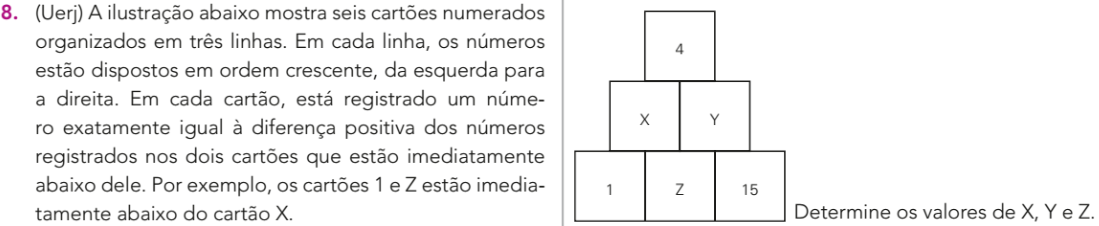 8. (Uerj) A ilustração abaixo mostra seis cartões numerados
organizados em três linhas. Em cada linha, os números
estão dispostos em ordem crescente, da esquerda para
a direita. Em cada cartão, está registrado um núme-
ro exatamente igual à diferença positiva dos números
registrados nos dois cartões que estão imediatamente
abaixo dele. Por exemplo, os cartões 1 e Z estão imedia-
tamente abaixo do cartão X.
4
X Y
1 Z 15
Determine os valores de X, Y e Z.